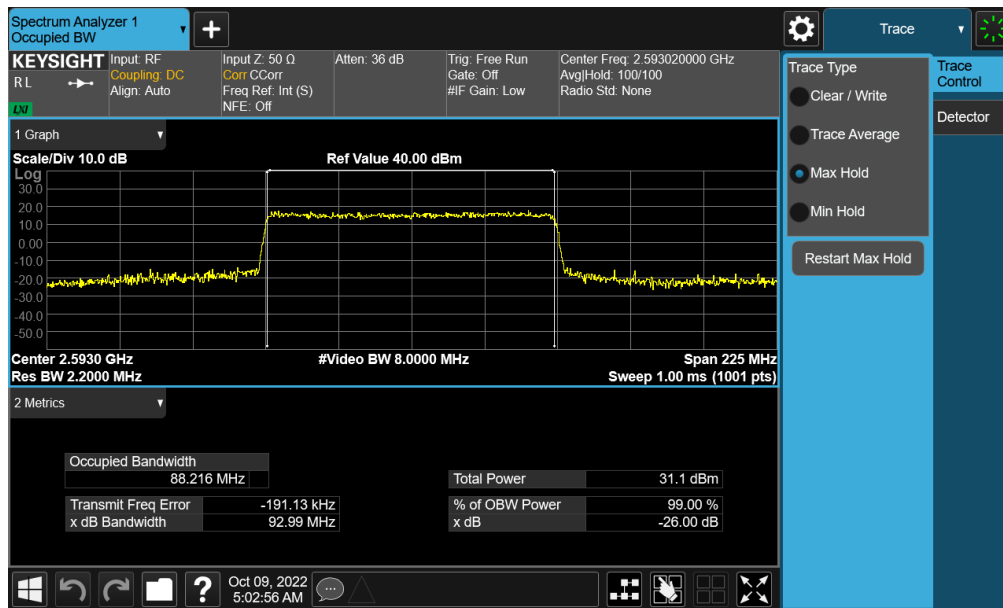 Spectrum Analyzer 1
Occupied BW
+
Trace
KEYSIGHT
R L
LXI
Input: RF
Coupling: DC
Align: Auto
Input Z: 50 Ω
Corr CCorr
Freq Ref: Int (S)
NFE: Off
Atten: 36 dB
Trig: Free Run
Gate: Off
#IF Gain: Low
Center Freq: 2.593020000 GHz
Avg|Hold: 100/100
Radio Std: None
Trace Type
Clear / Write
Trace Average
Max Hold
Min Hold
Restart Max Hold
Trace
Control
Detector
1 Graph
Scale/Div 10.0 dB
Ref Value 40.00 dBm
Log
30.0
20.0
10.0
0.00
-10.0
-20.0
-30.0
-40.0
-50.0
Center 2.5930 GHz
#Video BW 8.0000 MHz
Span 225 MHz
Res BW 2.2000 MHz
Sweep 1.00 ms (1001 pts)
2 Metrics
Occupied Bandwidth
88.216 MHz
Total Power 31.1 dBm
Transmit Freq Error -191.13 kHz
% of OBW Power 99.00 %
x dB Bandwidth 92.99 MHz
x dB -26.00 dB
?
Oct 09, 2022
5:02:56 AM